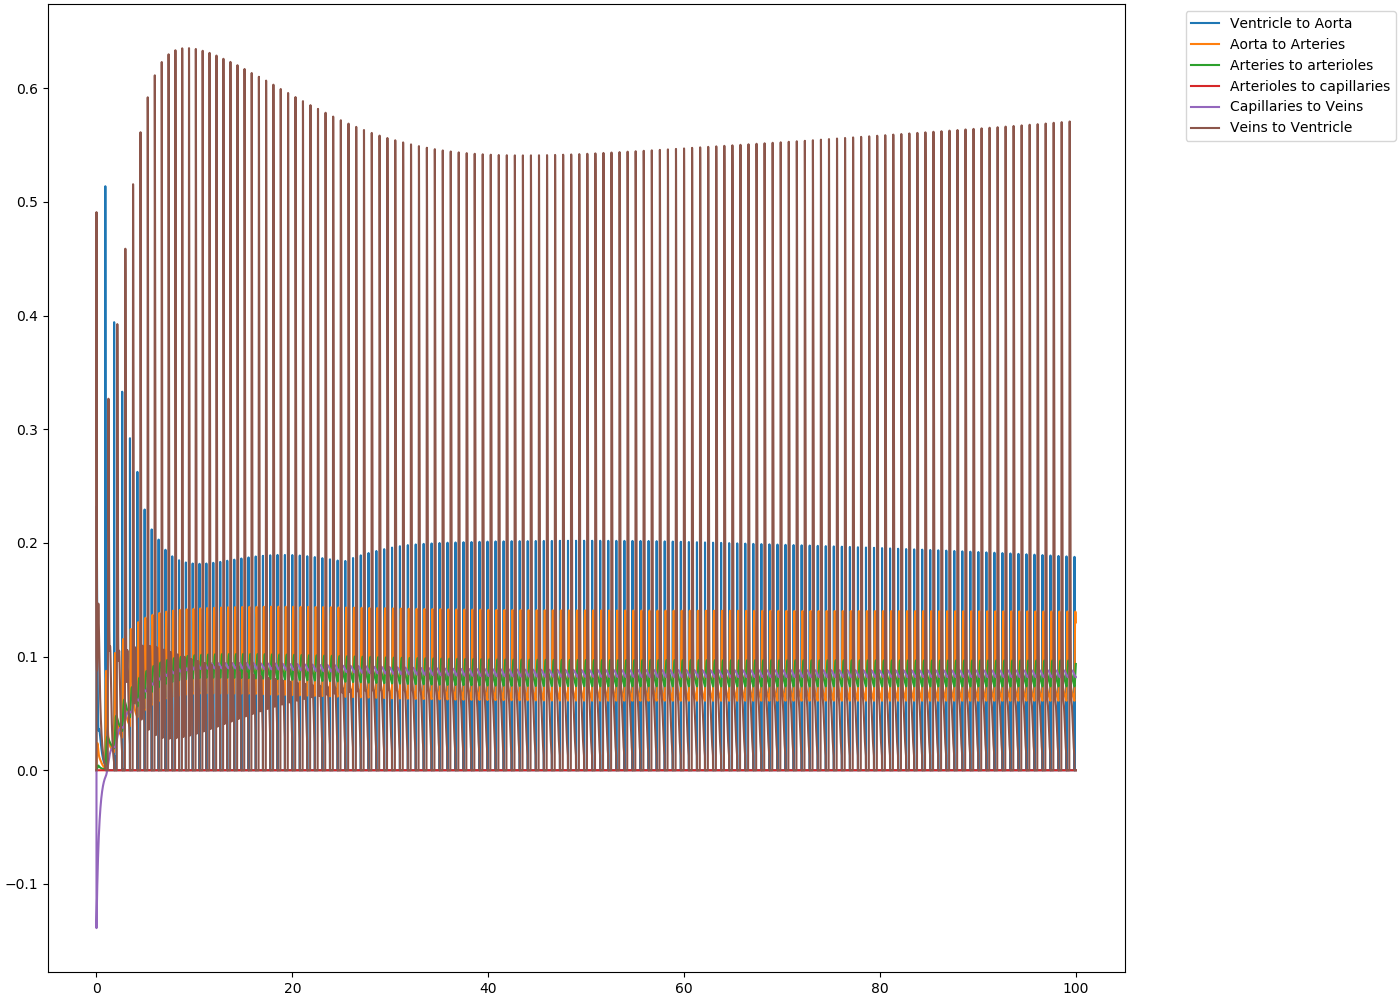 Ventricle to Aorta
Aorta to Arteries
Arteries to arterioles
Arterioles to capillaries
Capillaries to Veins
Veins to Ventricle
0.6
0.5
0.4
0.3
0.2
0.1
0.0
−0.1
0 20 40 60 80 100